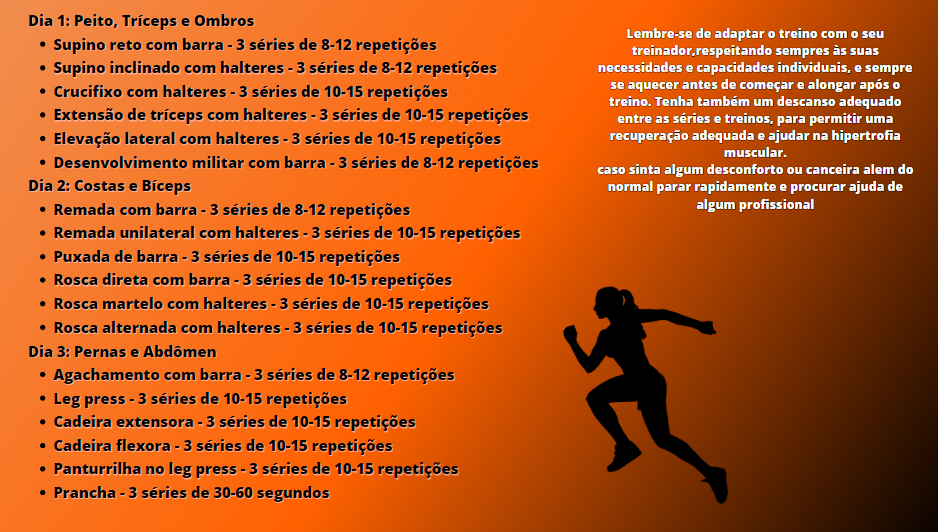 Dia 1: Peito, Tríceps e Ombros
• Supino reto com barra - 3 séries de 8-12 repetições
• Supino inclinado com halteres - 3 séries de 8-12 repetições
• Crucifixo com halteres - 3 séries de 10-15 repetições
• Extensão de tríceps com halteres - 3 séries de 10-15 repetições
• Elevação lateral com halteres - 3 séries de 10-15 repetições
• Desenvolvimento militar com barra - 3 séries de 8-12 repetições
Dia 2: Costas e Bíceps
• Remada com barra - 3 séries de 8-12 repetições
• Remada unilateral com halteres - 3 séries de 10-15 repetições
• Puxada de barra - 3 séries de 10-15 repetições
• Rosca direta com barra - 3 séries de 10-15 repetições
• Rosca martelo com halteres - 3 séries de 10-15 repetições
• Rosca alternada com halteres - 3 séries de 10-15 repetições
Dia 3: Pernas e Abdômen
• Agachamento com barra - 3 séries de 8-12 repetições
• Leg press - 3 séries de 10-15 repetições
• Cadeira extensora - 3 séries de 10-15 repetições
• Cadeira flexora - 3 séries de 10-15 repetições
• Panturrilha no leg press - 3 séries de 10-15 repetições
• Prancha - 3 séries de 30-60 segundos
Lembre-se de adaptar o treino com o seu
treinador,respeitando sempres às suas
necessidades e capacidades individuais, e sempre
se aquecer antes de começar e alongar após o
treino. Tenha também um descanso adequado
entre as séries e treinos, para permitir uma
recuperação adequada e ajudar na hipertrofia
muscular.
caso sinta algum desconforto ou canceira alem do
normal parar rapidamente e procurar ajuda de
algum profissional